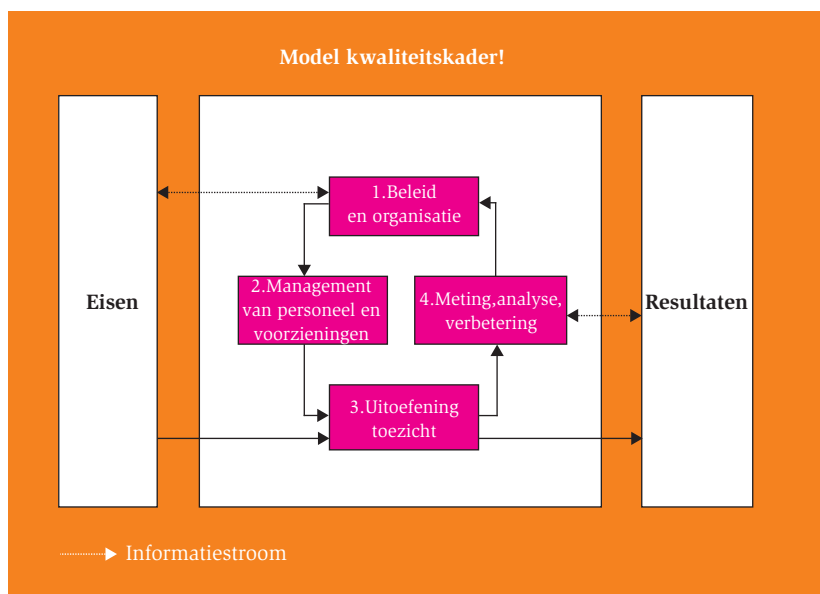 Model kwaliteitskader!
Eisen
1.Beleid
en organisatie
2.Management
van personeel en
voorzieningen
4.Meting,analyse,
verbetering
3.Uitoefening
toezicht
Resultaten
Informatiestroom